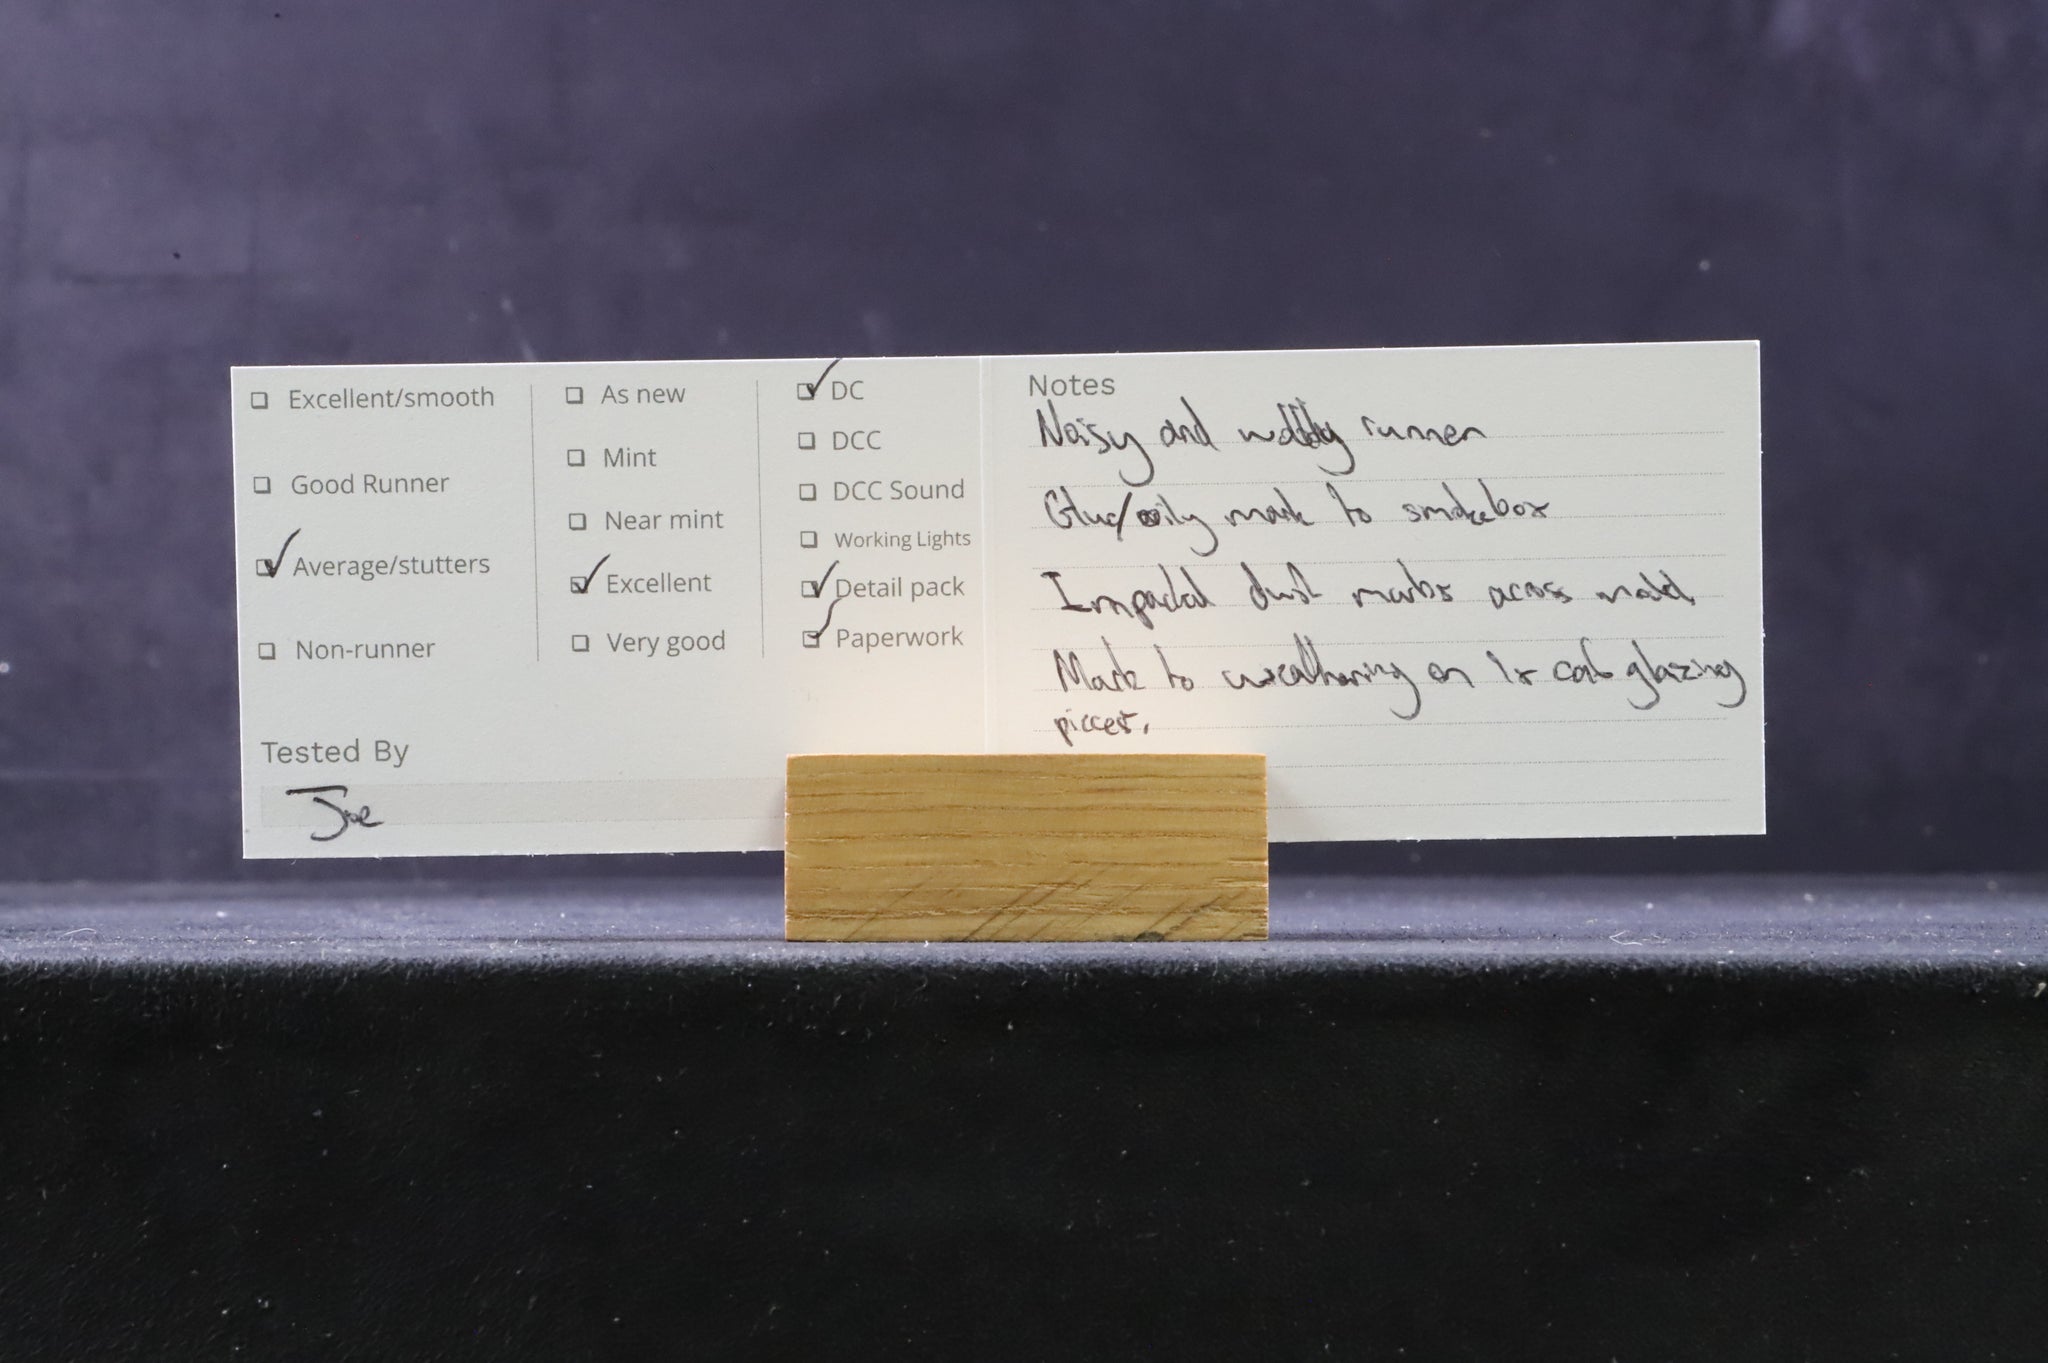 Excellent/smooth
Good Runner
Average/stutters
Non-runner
As new
Mint
Near mint
Excellent
Very good
DC
DCC
DCC Sound
Working Lights
Detail pack
Paperwork
Tested By
Joe
Notes
Noisy and wobbly runner
Glue/oily mark to smokebox
Impacted dust marks across model.
Mark to weathering on 1x cab glazing
pieces.